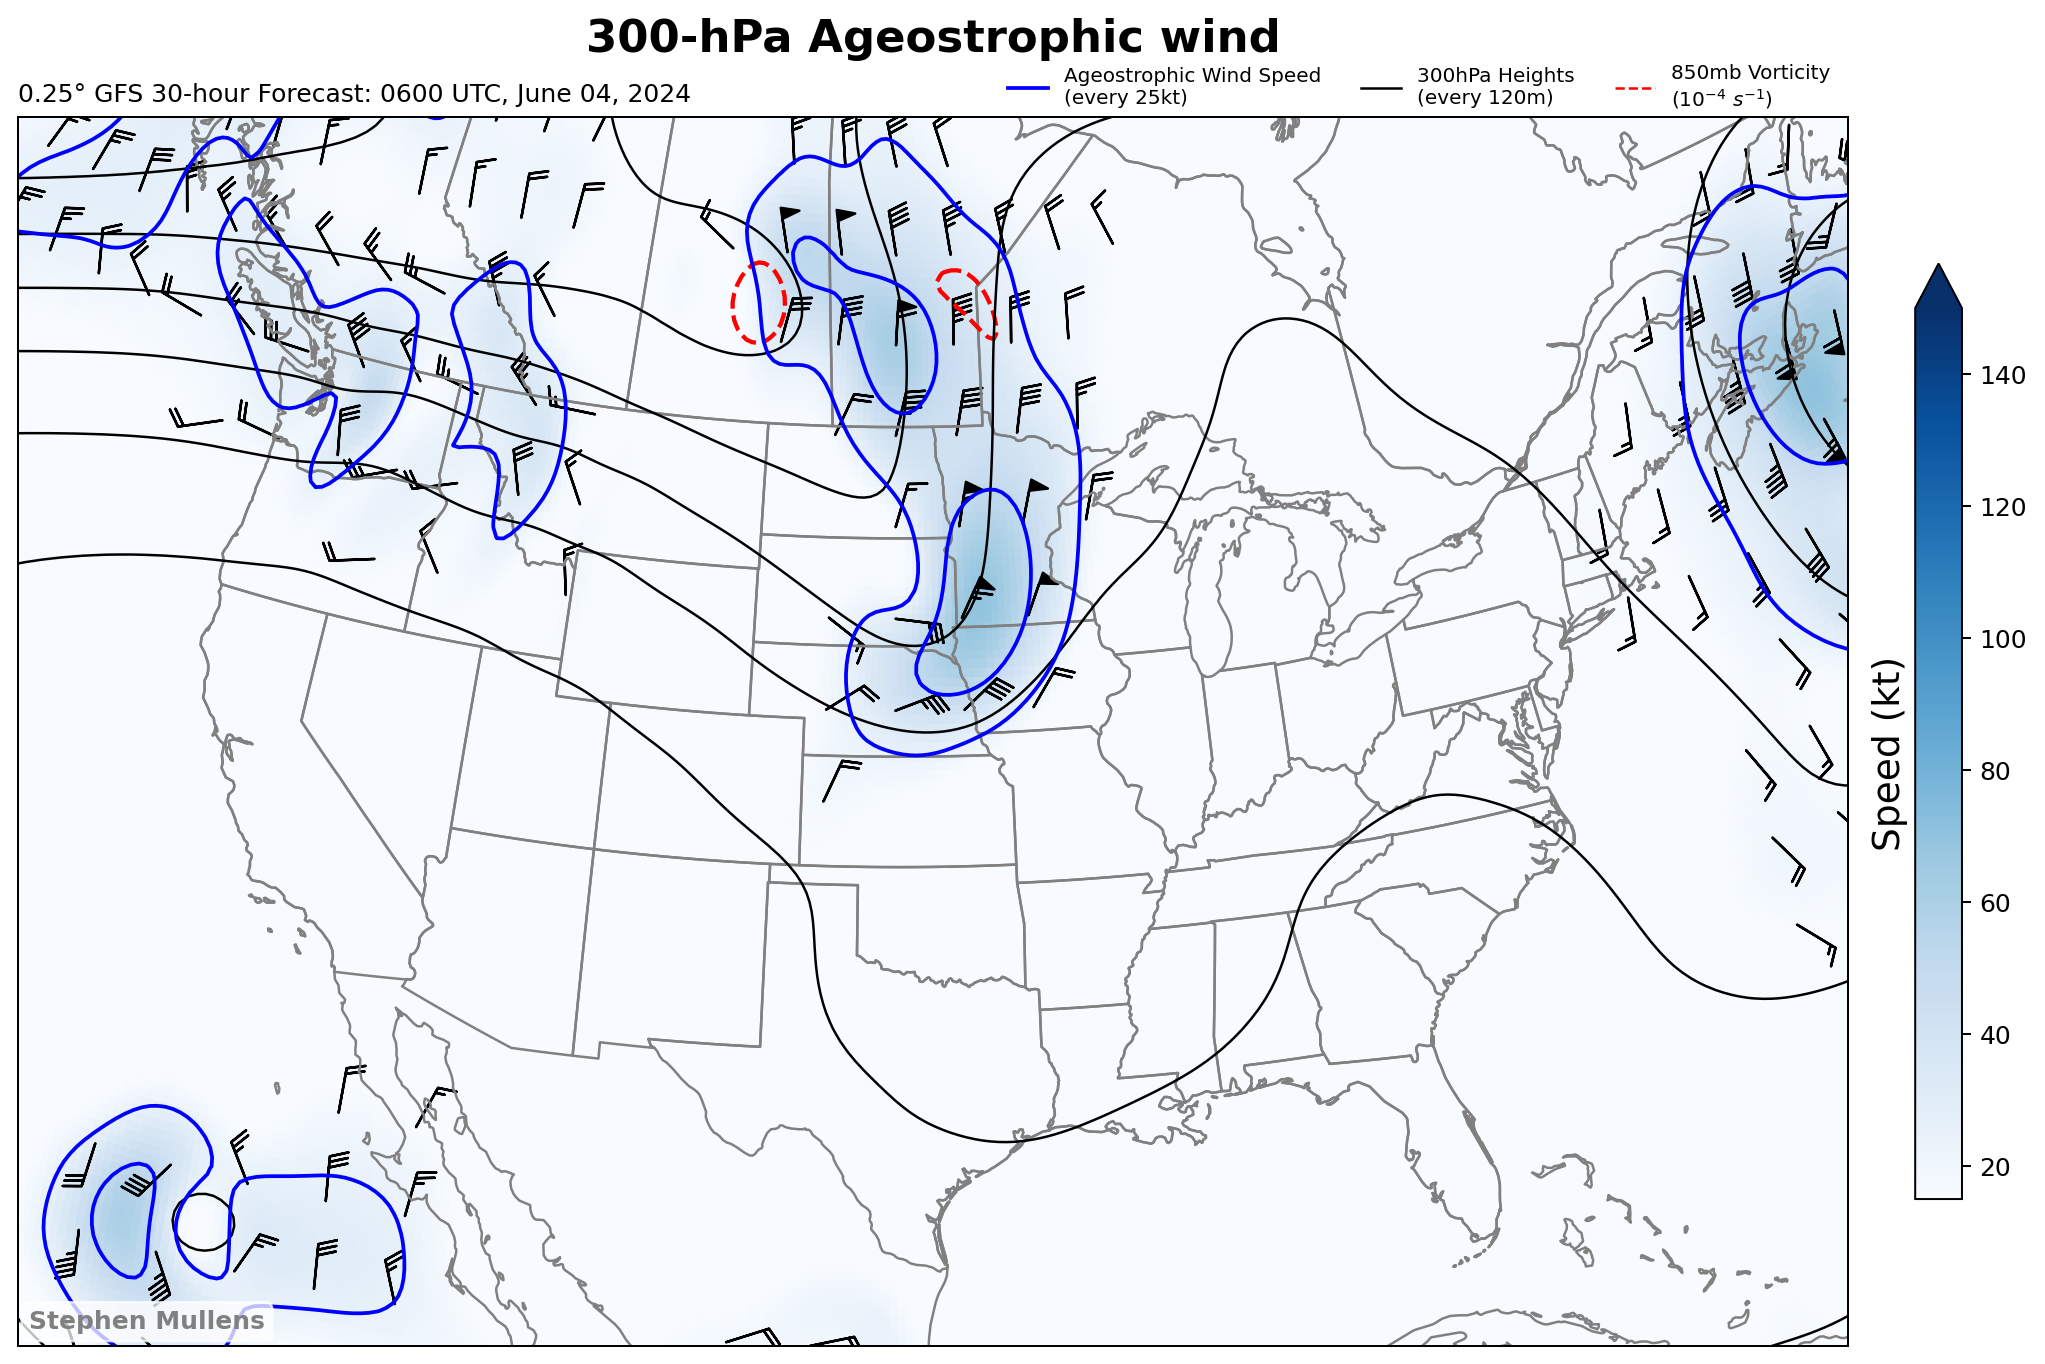 300-hPa Ageostrophic wind
0.25° GFS 30-hour Forecast: 0600 UTC, June 04, 2024
Ageostrophic Wind Speed
(every 25kt)
300hPa Heights
(every 120m)
850mb Vorticity
(10⁻⁴ s⁻¹)
140
120
100
80
60
40
20
Speed (kt)
Stephen Mullens